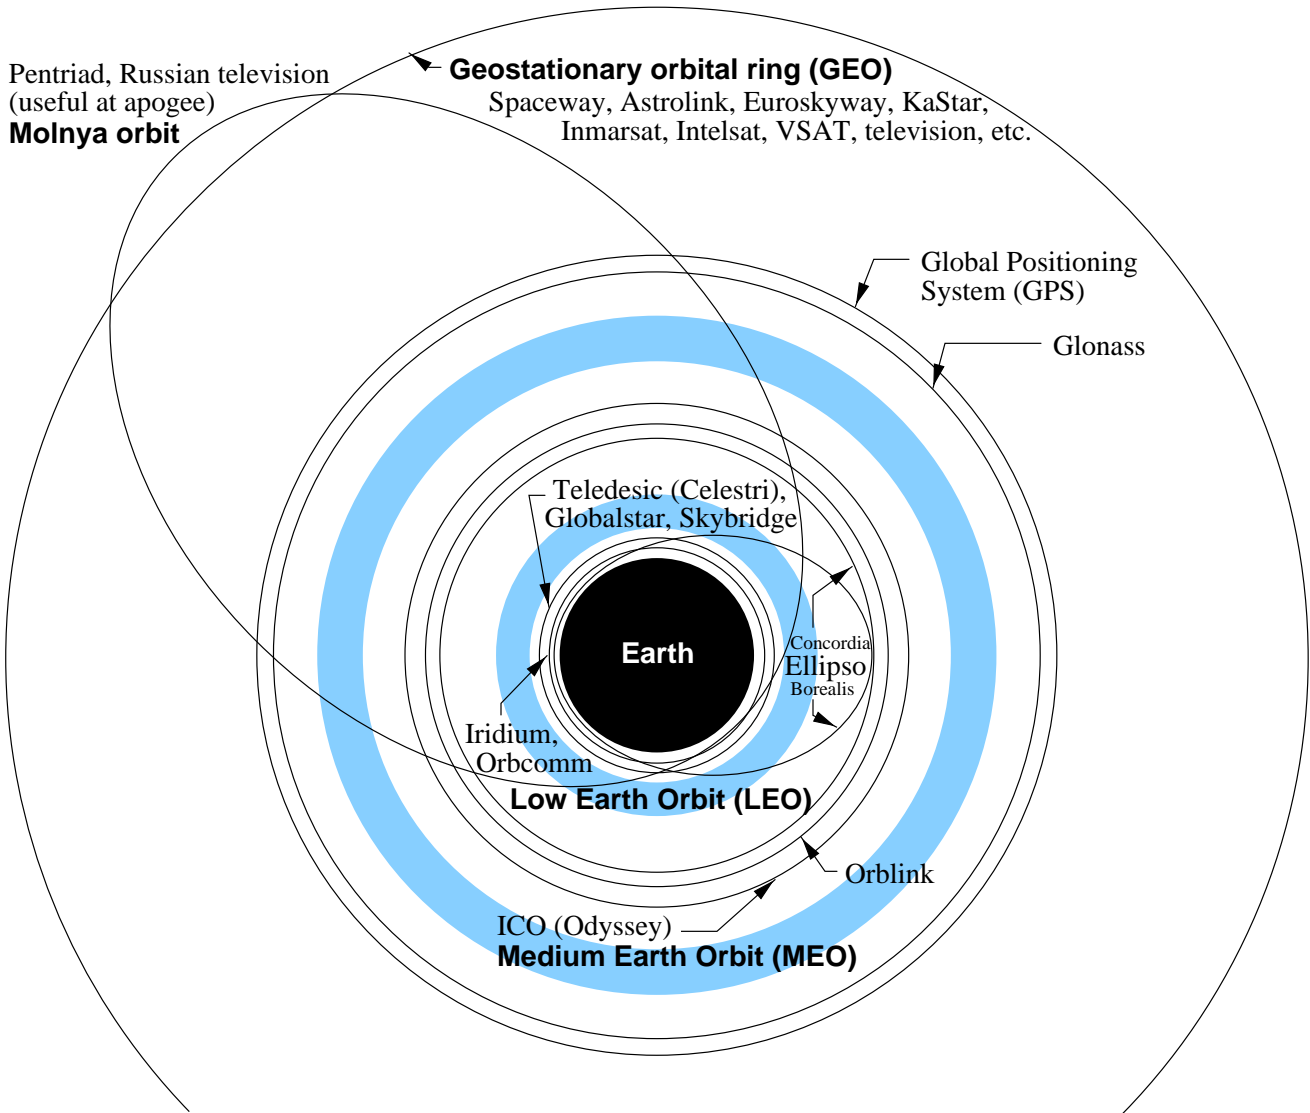 Pentriad, Russian television
(useful at apogee)
Molnya orbit
Geostationary orbital ring (GEO)
Spaceway, Astrolink, Euroskyway, KaStar,
Inmarsat, Intelsat, VSAT, television, etc.
Global Positioning
System (GPS)
Glonass
Teledesic (Celestri),
Globalstar, Skybridge
Earth
Concordia
Ellipso
Borealis
Iridium,
Orbcomm
Low Earth Orbit (LEO)
Orblink
ICO (Odyssey)
Medium Earth Orbit (MEO)